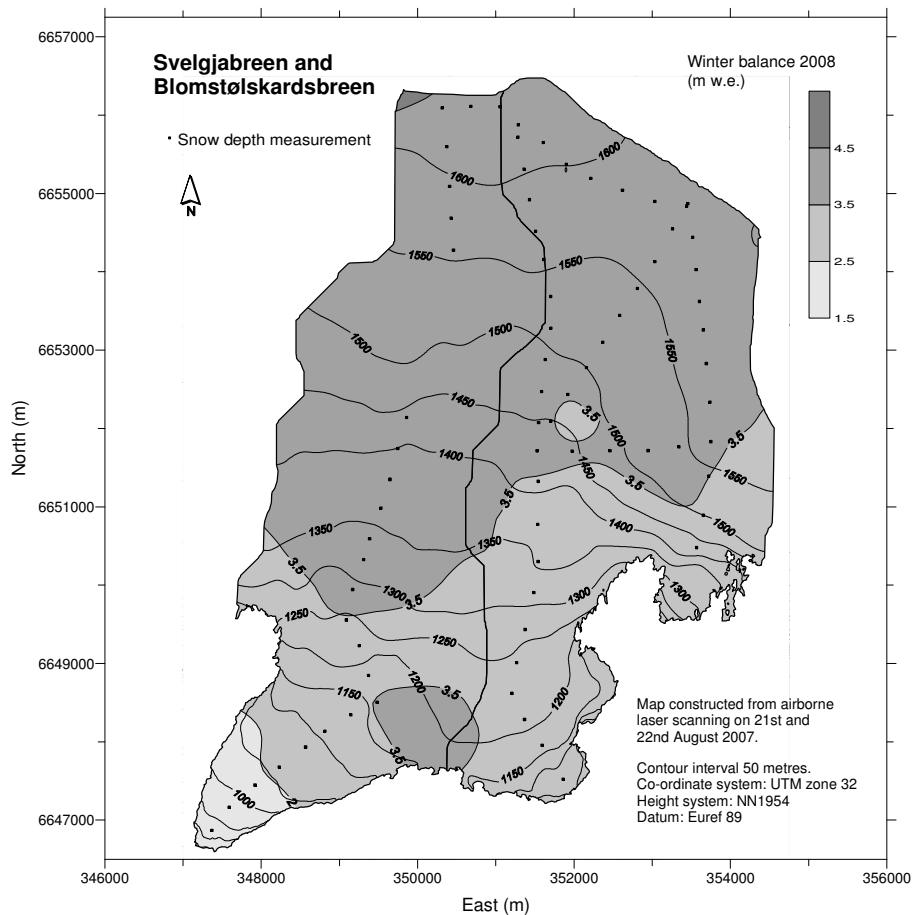 6657000
6655000
6653000
6651000
6649000
6647000
North (m)
Svelgjabreen and
Blomstølskardsbreen
Snow depth measurement
N
Winter balance 2008
(m w.e.)
4.5
3.5
2.5
1.5
1600
1600
1550
1550
1500
1500
1550
1450
3.5
1500
3.5
1400
1450
3.5
1550
3.5
1400
1500
1350
1350
3.5
1300
3.5
1300
1300
1250
1250
1200
3.5
1150
1200
3.5
1150
1000
2
Map constructed from airborne
laser scanning on 21st and
22nd August 2007.
Contour interval 50 metres.
Co-ordinate system: UTM zone 32
Height system: NN1954
Datum: Euref 89
346000 348000 350000 352000 354000 356000
East (m)